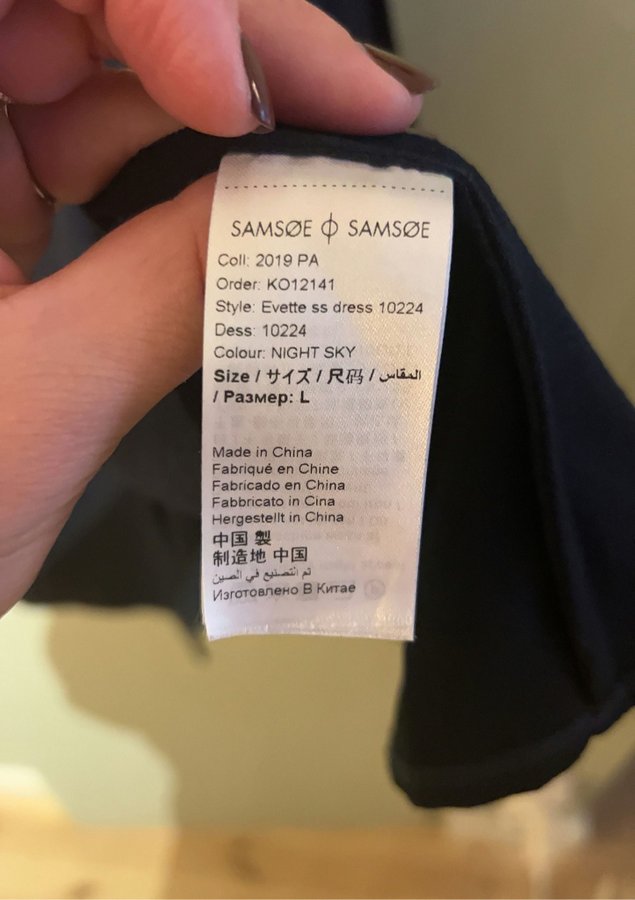 SAMSØE ϕ SAMSØE
Coll: 2019 PA
Order: KO12141
Style: Evette ss dress 10224
Dess: 10224
Colour: NIGHT SKY
Size / サイズ / 尺码 / المقاس
/ Размер: L
Made in China
Fabriqué en Chine
Fabricado en China
Fabbricato in Cina
Hergestellt in China
中国 製
制造地 中国
تم التصنيع في الصين
Изготовлено В Китае